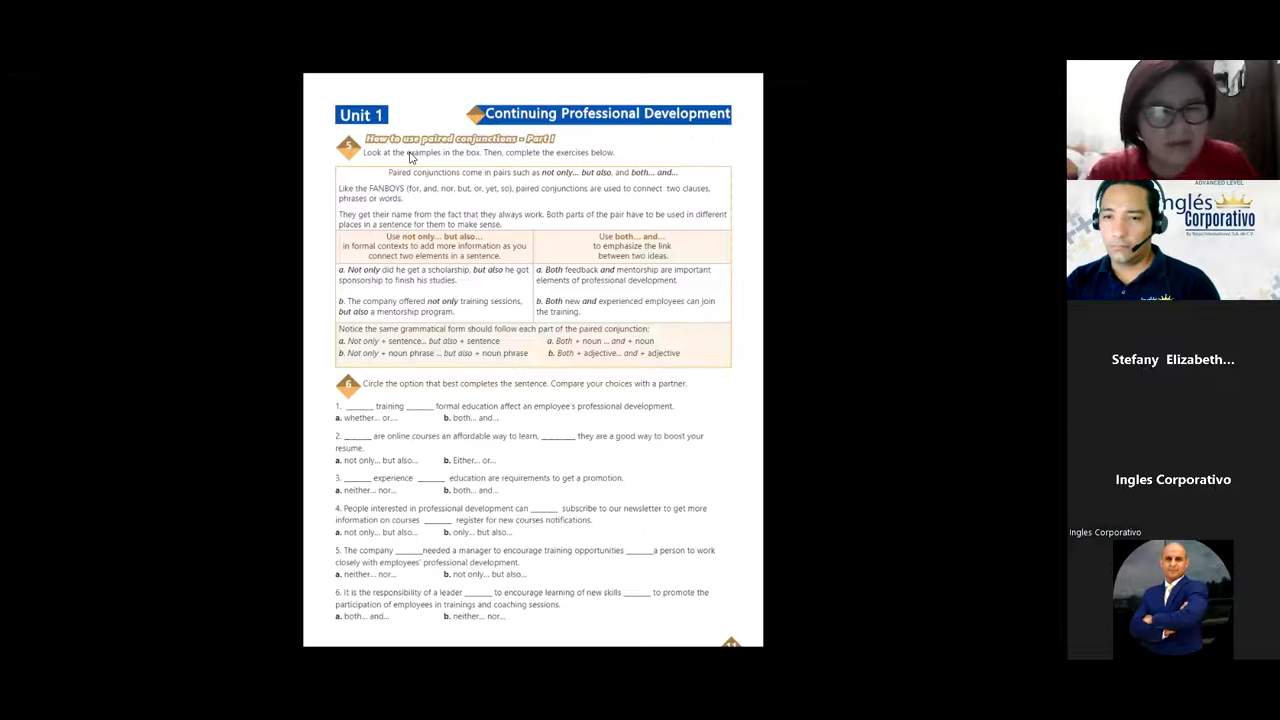 Unit 1
Continuing Professional Development
5
How to use paired conjunctions - Part I
Look at the examples in the box. Then, complete the exercises below.
Paired conjunctions come in pairs such as not only... but also, and both... and...
Like the FANBOYS (for, and, nor, but, or, yet, so), paired conjunctions are used to connect two clauses,
phrases or words.
They get their name from the fact that they always work. Both parts of the pair have to be used in different
places in a sentence for them to make sense.
Use not only... but also...
in formal contexts to add more information as you
connect two elements in a sentence.
Use both... and...
to emphasize the link
between two ideas.
a. Not only did he get a scholarship, but also he got
sponsorship to finish his studies.
b. The company offered not only training sessions,
but also a mentorship program.
a. Both feedback and mentorship are important
elements of professional development.
b. Both new and experienced employees can join
the training.
Notice the same grammatical form should follow each part of the paired conjunction:
a. Not only + sentence... but also + sentence
a. Both + noun ... and + noun
b. Not only + noun phrase ... but also + noun phrase
b. Both + adjective... and + adjective
6
Circle the option that best completes the sentence. Compare your choices with a partner.
1. ______ training ______ formal education affect an employee's professional development.
a. whether... or... b. both... and...
2. ______ are online courses an affordable way to learn, ________ they are a good way to boost your
resume.
a. not only... but also... b. Either... or...
3. ______ experience ______ education are requirements to get a promotion.
a. neither... nor... b. both... and...
4. People interested in professional development can ______ subscribe to our newsletter to get more
information on courses ______ register for new courses notifications.
a. not only... but also... b. only... but also...
5. The company ______needed a manager to encourage training opportunities ______a person to work
closely with employees' professional development.
a. neither... nor... b. not only... but also...
6. It is the responsibility of a leader ______ to encourage learning of new skills ______ to promote the
participation of employees in trainings and coaching sessions.
a. both... and... b. neither... nor...
ADVANCED LEVEL
Inglés
Corporativo
Stefany Elizabeth...
Ingles Corporativo
Ingles Corporativo